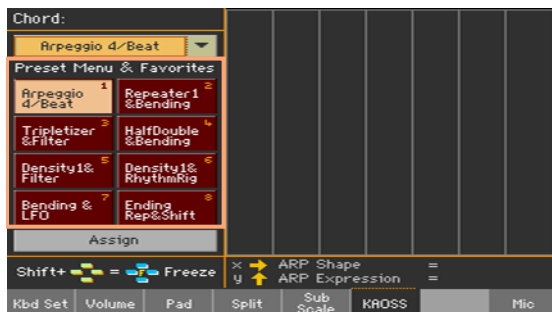 Chord:
Arpeggio 4/Beat
Preset Menu & Favorites
Arpeggio 4/Beat 1
Repeater1 &Bending 2
Tripletizer &Filter 3
HalfDouble &Bending 4
Density1& Filter 5
Density1& RhythmRig 6
Bending & LFO 7
Ending Rep&Shift 8
Assign
Shift+ = F Freeze
x ARP Shape =
y ARP Expression =
Kbd Set Volume Pad Split Sub Scale KAOSS Mic